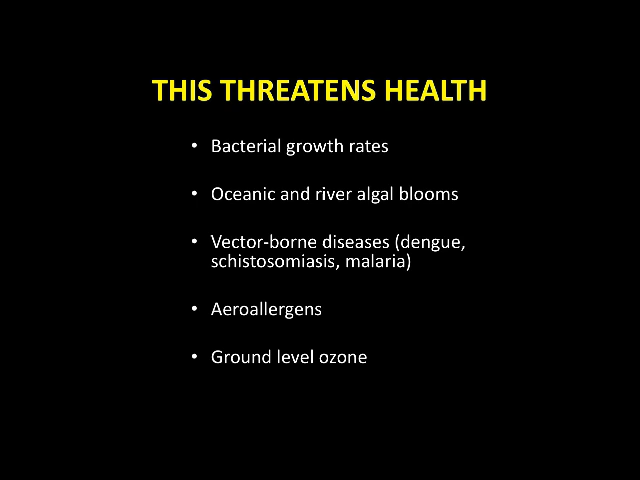 THIS THREATENS HEALTH
• Bacterial growth rates
• Oceanic and river algal blooms
• Vector-borne diseases (dengue,
schistosomiasis, malaria)
• Aeroallergens
• Ground level ozone